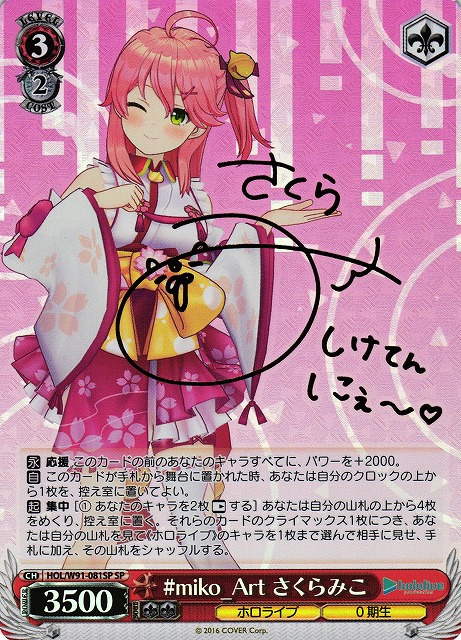 LEVEL
3
2
COST
さくら
みこ
しけてん
しこぇ〜♡
永 応援 このカードの前のあなたのキャラすべてに、パワーを+2000。
自 このカードが手札から舞台に置かれた時、あなたは自分のクロックの上か
ら1枚を、控え室に置いてよい。
起 集中 [① あなたのキャラを2枚 する] あなたは自分の山札の上から4枚
をめくり、控え室に置く。それらのカードのクライマックス1枚につき、あな
たは自分の山札を見て《ホロライブ》のキャラを1枚まで選んで相手に見せ、手
札に加え、その山札をシャッフルする。
CH HOL/W91-081SP SP
POWER
3500
#miko_Art さくらみこ
hololive
production
ホロライブ
0期生
© 2016 COVER Corp.